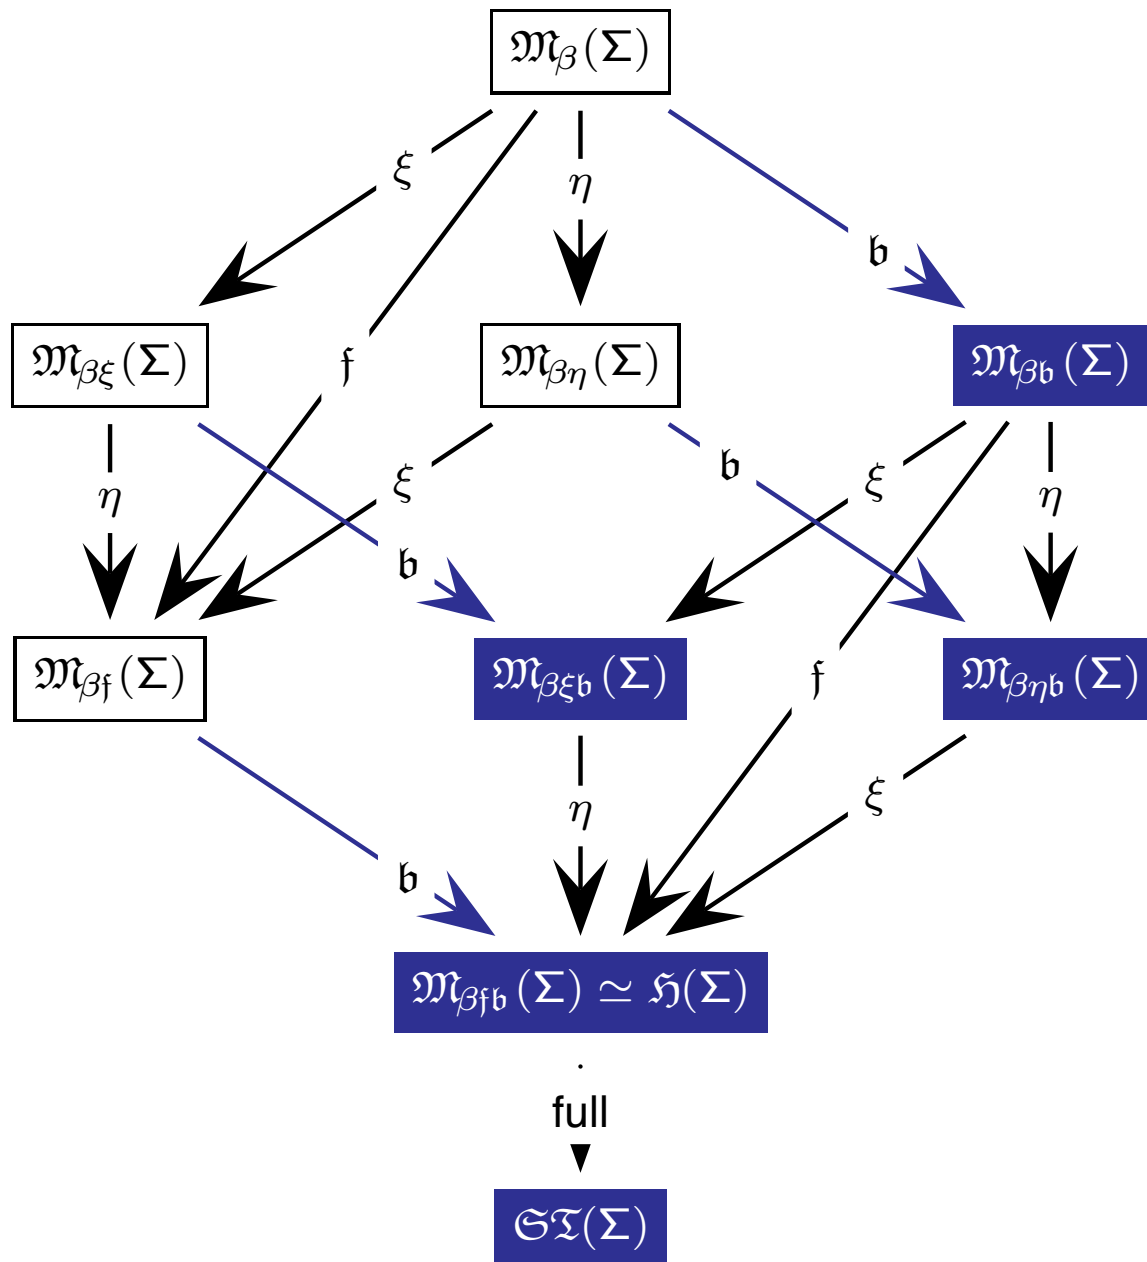 𝔐β(Σ)
ξ
η
𝔟
𝔣
𝔐βξ(Σ) 𝔐βη(Σ) 𝔐β𝔟(Σ)
η
ξ
𝔟
ξ
η
𝔟
𝔣
𝔐β𝔣(Σ) 𝔐βξ𝔟(Σ) 𝔐βη𝔟(Σ)
η
ξ
𝔟
𝔐β𝔣𝔟(Σ) ≃ ℌ(Σ)
full
𝔖𝔗(Σ)